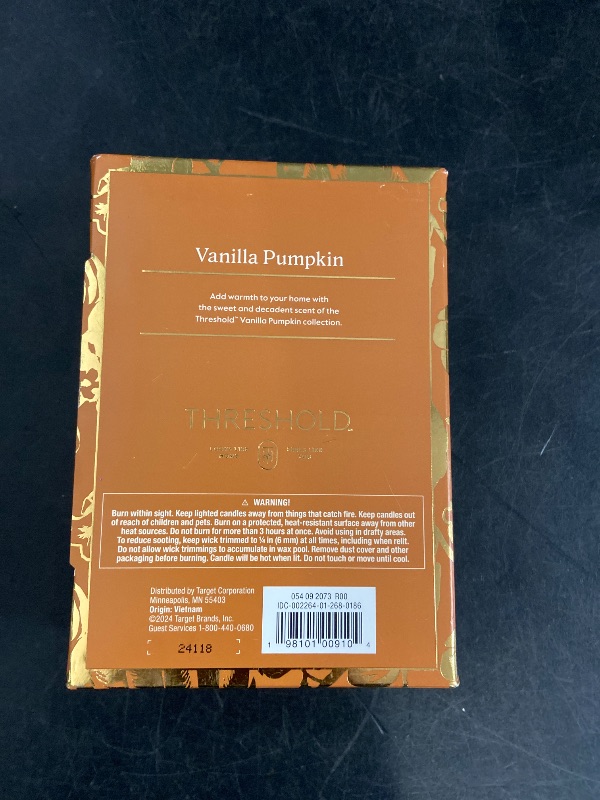 Vanilla Pumpkin
Add warmth to your home with
the sweet and decadent scent of the
Threshold™ Vanilla Pumpkin collection.
THRESHOLD™
⚠ WARNING!
Burn within sight. Keep lighted candles away from things that catch fire. Keep candles out
of reach of children and pets. Burn on a protected, heat-resistant surface away from other
heat sources. Do not burn for more than 3 hours at once. Avoid using in drafty areas.
To reduce sooting, keep wick trimmed to ¼ in (6 mm) at all times, including when relit.
Do not allow wick trimmings to accumulate in wax pool. Remove dust cover and other
packaging before burning. Candle will be hot when lit. Do not touch or move until cool.
Distributed by Target Corporation
Minneapolis, MN 55403
Origin: Vietnam
©2024 Target Brands, Inc.
Guest Services 1-800-440-0680
24118
054 09 2073 R00
IDC-002264-01-268-0186
1 98101 00910 4